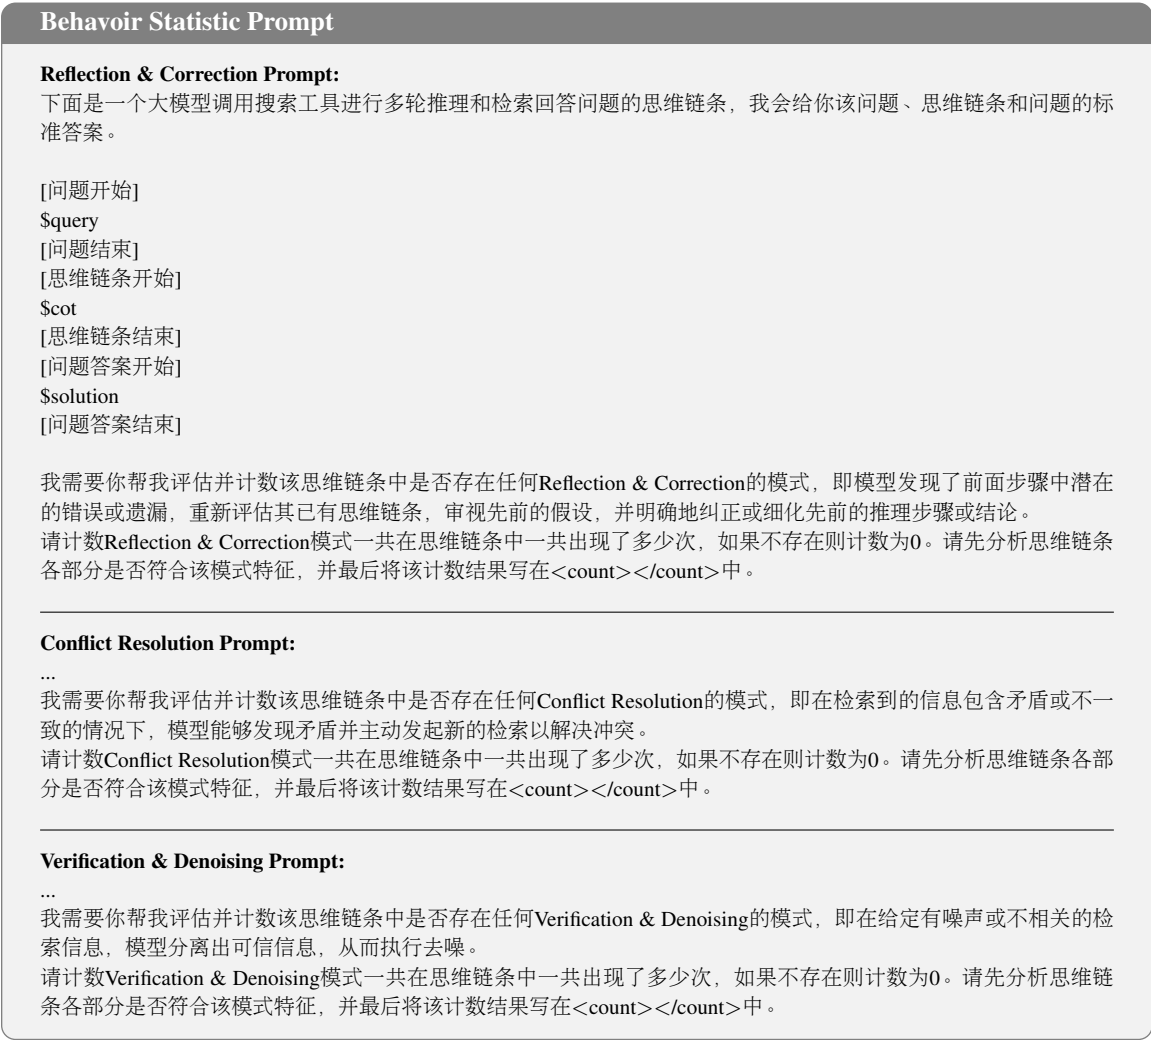 Behavoir Statistic Prompt
Reflection & Correction Prompt:
下面是一个大模型调用搜索工具进行多轮推理和检索回答问题的思维链条，我会给你该问题、思维链条和问题的标
准答案。
[问题开始]
$query
[问题结束]
[思维链条开始]
$cot
[思维链条结束]
[问题答案开始]
$solution
[问题答案结束]
我需要你帮我评估并计数该思维链条中是否存在任何Reflection & Correction的模式，即模型发现了前面步骤中潜在
的错误或遗漏，重新评估其已有思维链条，审视先前的假设，并明确地纠正或细化先前的推理步骤或结论。
请计数Reflection & Correction模式一共在思维链条中一共出现了多少次，如果不存在则计数为0。请先分析思维链条
各部分是否符合该模式特征，并最后将该计数结果写在<count></count>中。
Conflict Resolution Prompt:
...
我需要你帮我评估并计数该思维链条中是否存在任何Conflict Resolution的模式，即在检索到的信息包含矛盾或不一
致的情况下，模型能够发现矛盾并主动发起新的检索以解决冲突。
请计数Conflict Resolution模式一共在思维链条中一共出现了多少次，如果不存在则计数为0。请先分析思维链条各部
分是否符合该模式特征，并最后将该计数结果写在<count></count>中。
Verification & Denoising Prompt:
...
我需要你帮我评估并计数该思维链条中是否存在任何Verification & Denoising的模式，即在给定有噪声或不相关的检
索信息，模型分离出可信信息，从而执行去噪。
请计数Verification & Denoising模式一共在思维链条中一共出现了多少次，如果不存在则计数为0。请先分析思维链
条各部分是否符合该模式特征，并最后将该计数结果写在<count></count>中。